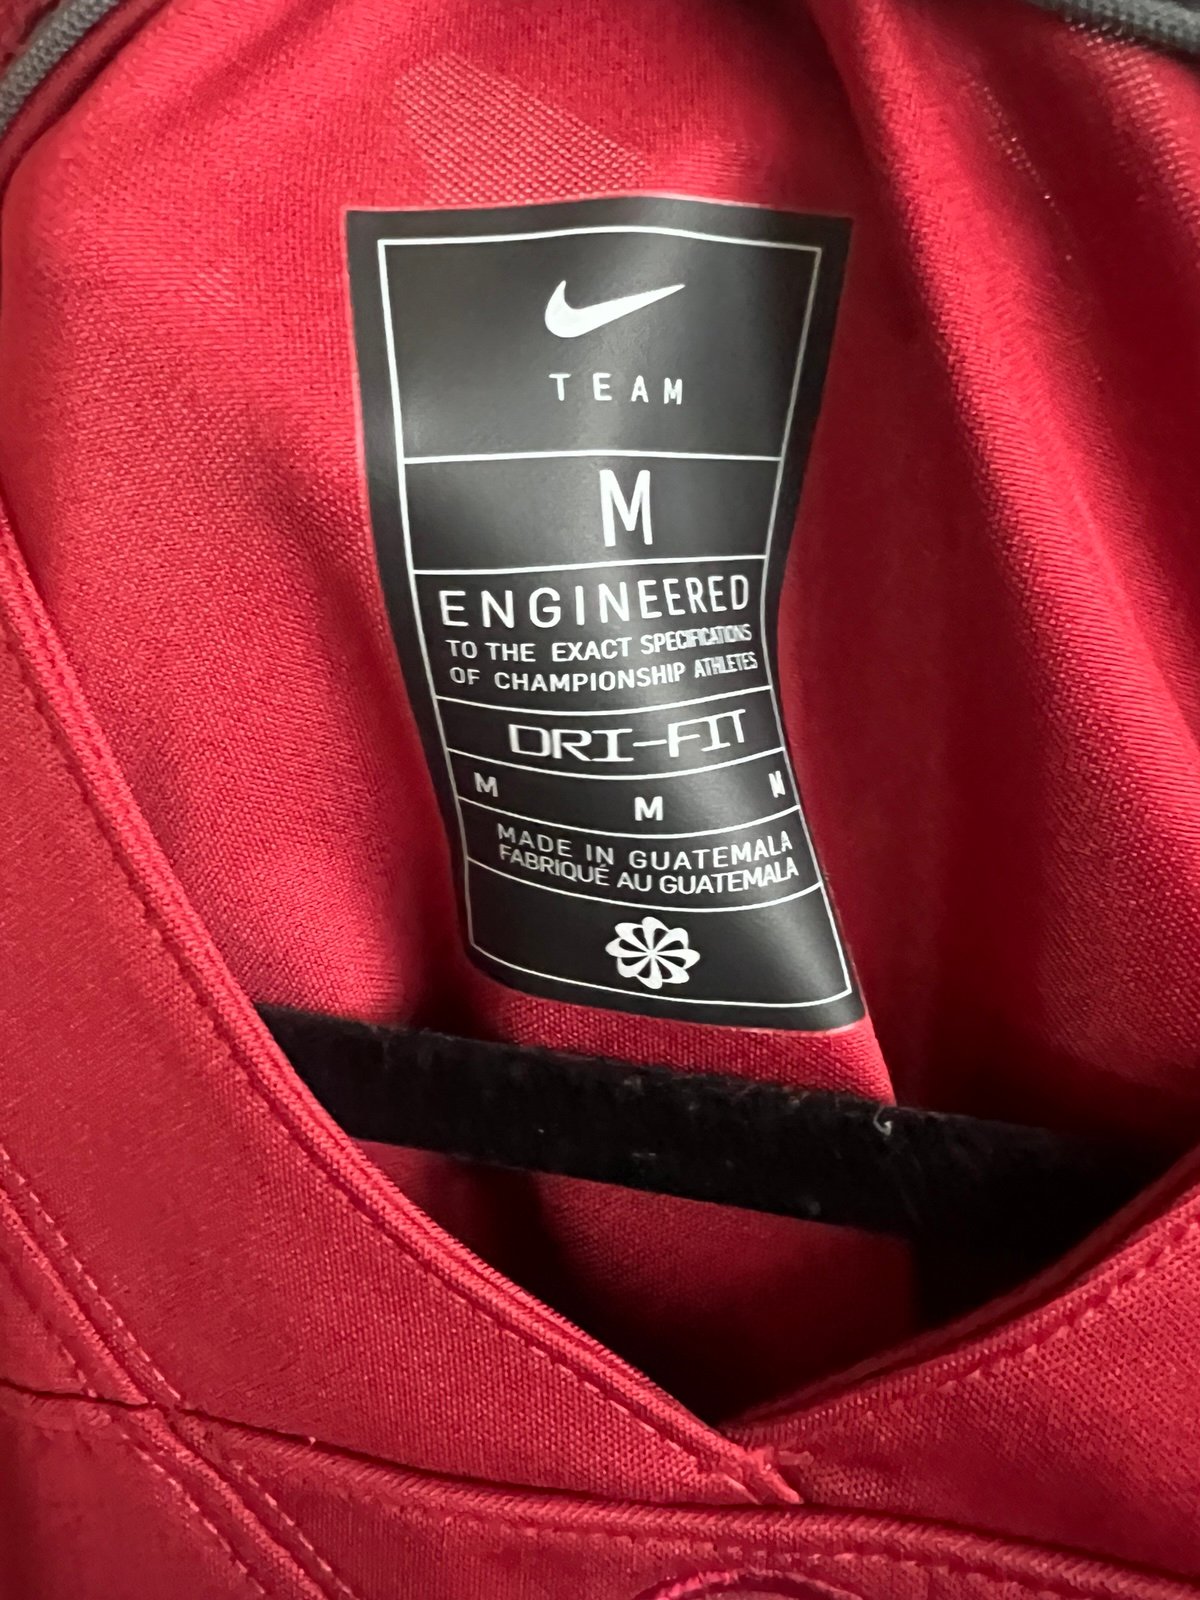 TEAM
M
ENGINEERED
TO THE EXACT SPECIFICATIONS
OF CHAMPIONSHIP ATHLETES
DRI-FIT
M M M
MADE IN GUATEMALA
FABRIQUÉ AU GUATEMALA